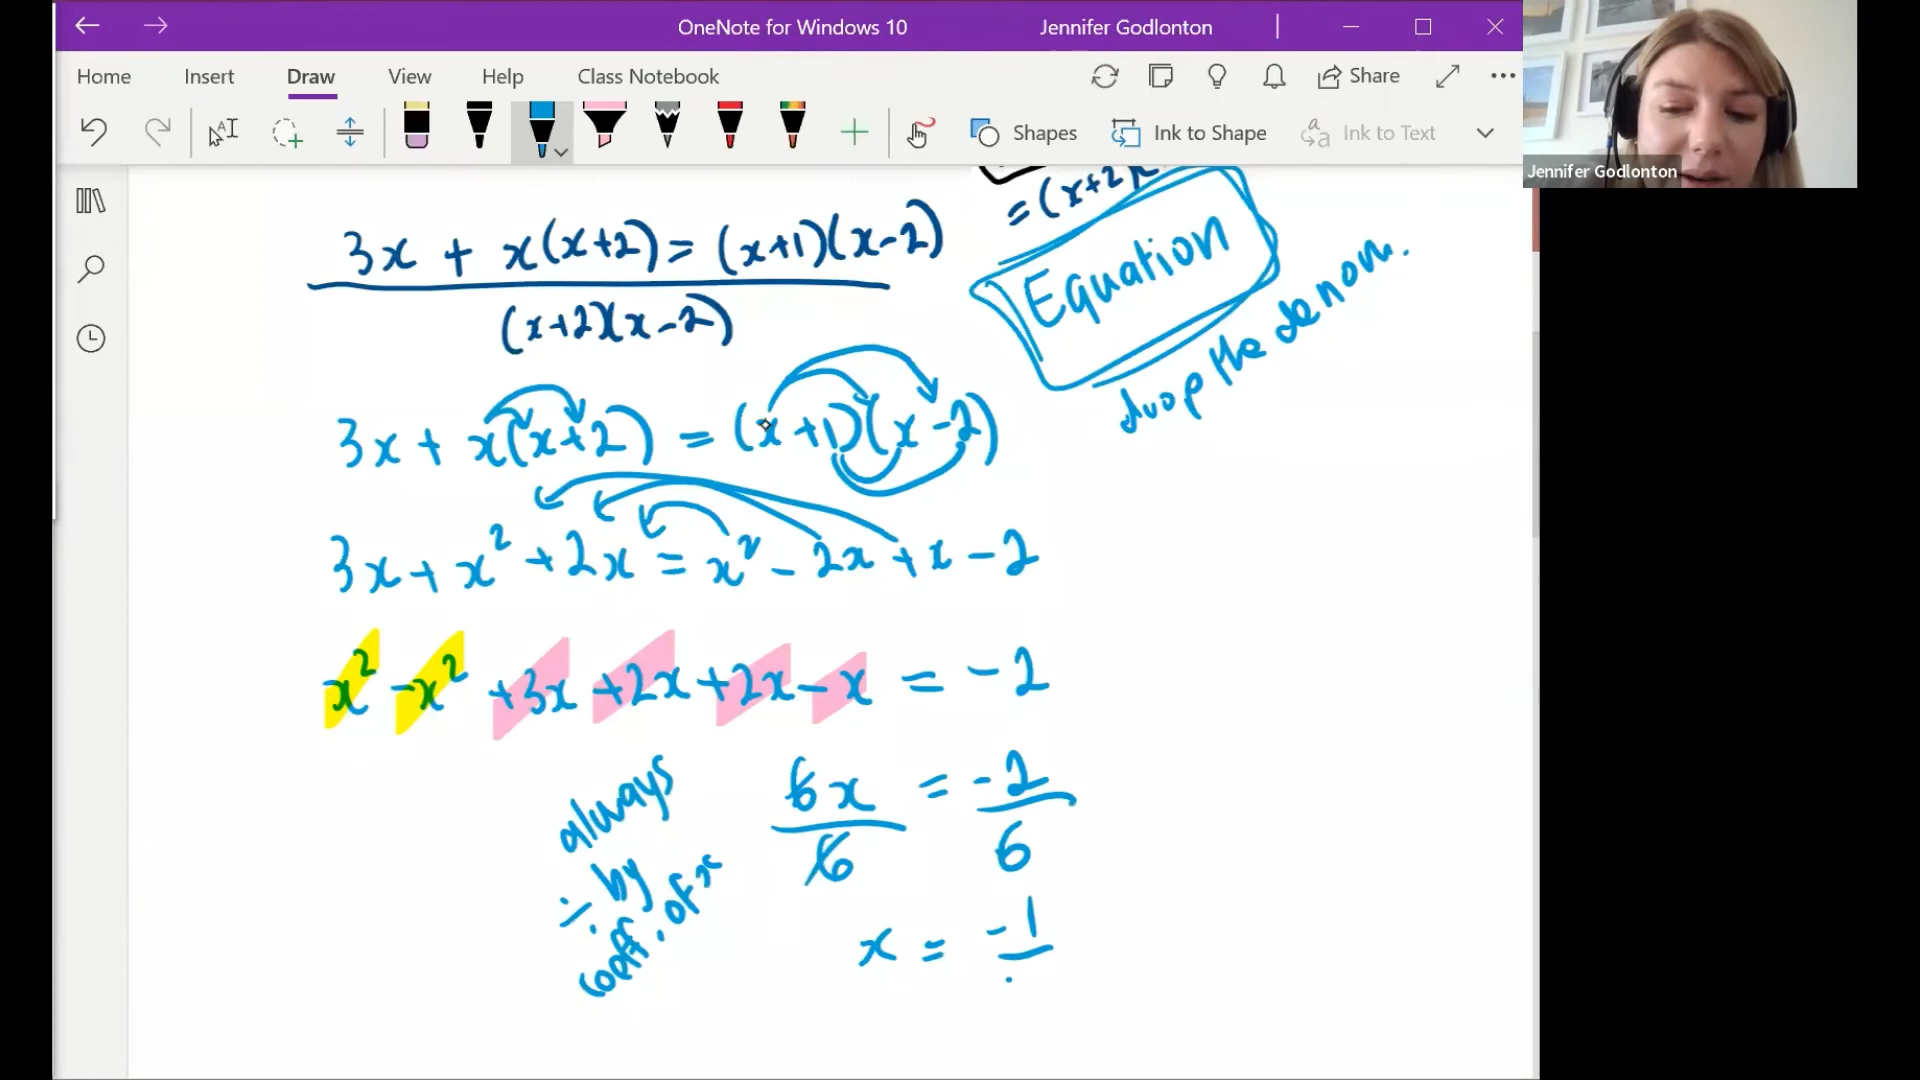 OneNote for Windows 10
Jennifer Godlonton
Home Insert Draw View Help Class Notebook
Share
Shapes Ink to Shape Ink to Text
Jennifer Godlonton
= (x+2)(
3x + x(x+2) = (x+1)(x-2)
(x+2)(x-2)
Equation
drop the denom.
3x + x(x+2) = (x+1)(x-2)
3x + x² + 2x = x² - 2x + x - 2
x² - x² + 3x + 2x + 2x - x = -2
always
÷ by
coeff. of x
6x = -2
6 6
x = -1